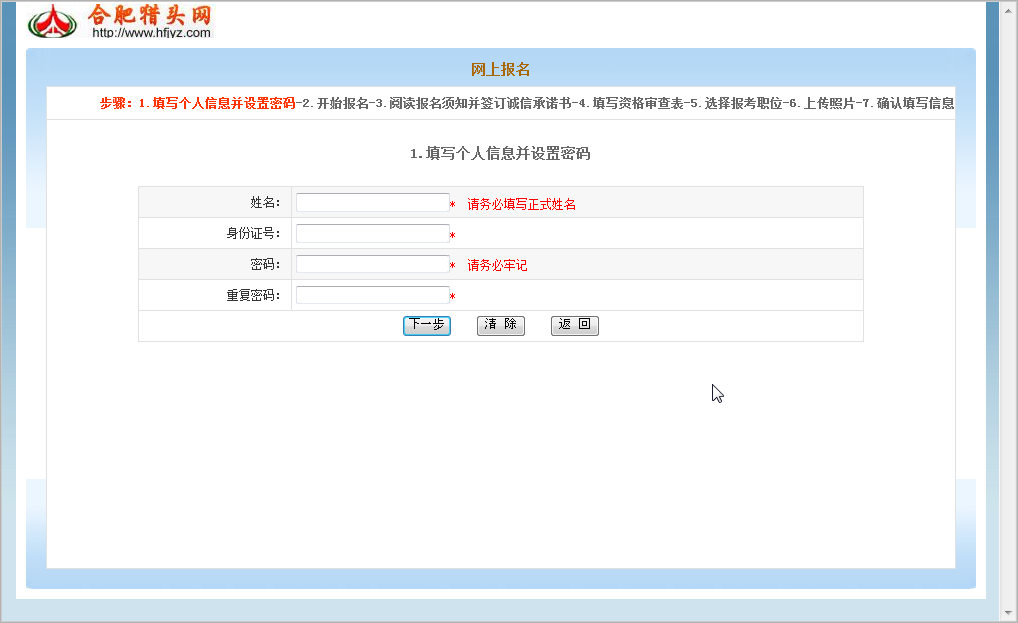 合肥猎头网
http://www.hfjyz.com
网上报名
步骤：1.填写个人信息并设置密码-2.开始报名-3.阅读报名须知并签订诚信承诺书-4.填写资格审查表-5.选择报考职位-6.上传照片-7.确认填写信息
1.填写个人信息并设置密码
姓名： * 请务必填写正式姓名
身份证号： *
密码： * 请务必牢记
重复密码： *
下一步 清 除 返 回